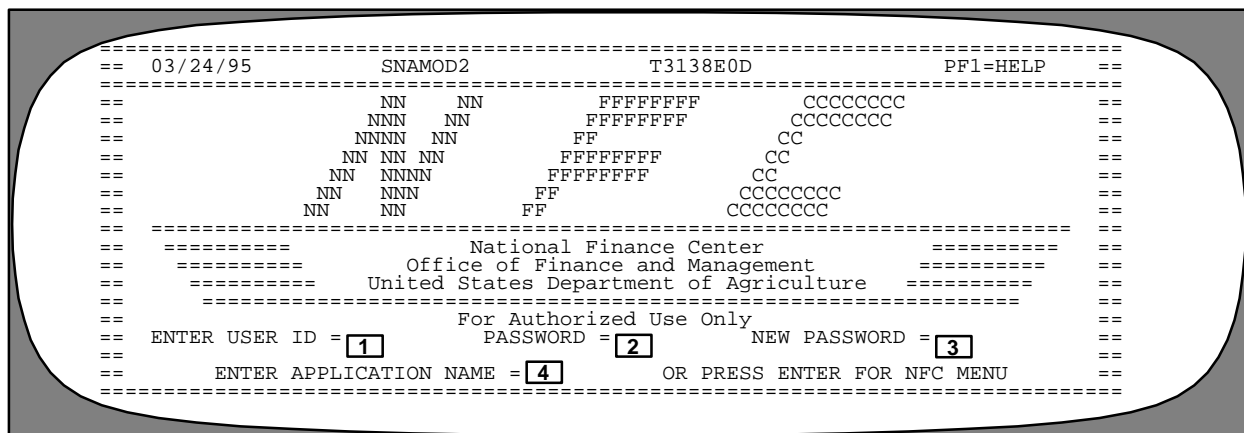 ================================================================================
== 03/24/95 SNAMOD2 T3138E0D PF1=HELP ==
================================================================================
== NN NN FFFFFFFF CCCCCCCC ==
== NNN NN FFFFFFFF CCCCCCCC ==
== NNNN NN FF CC ==
== NN NN NN FFFFFFFF CC ==
== NN NNNN FFFFFFFF CC ==
== NN NNN FF CCCCCCCC ==
== NN NN FF CCCCCCCC ==
== ======================================================================== ==
== ========== National Finance Center ========== ==
== ========== Office of Finance and Management ========== ==
== ========== United States Department of Agriculture ========== ==
== ================================================================ ==
== For Authorized Use Only ==
== ENTER USER ID = 1 PASSWORD = 2 NEW PASSWORD = 3 ==
== ==
== ENTER APPLICATION NAME = 4 OR PRESS ENTER FOR NFC MENU ==
================================================================================